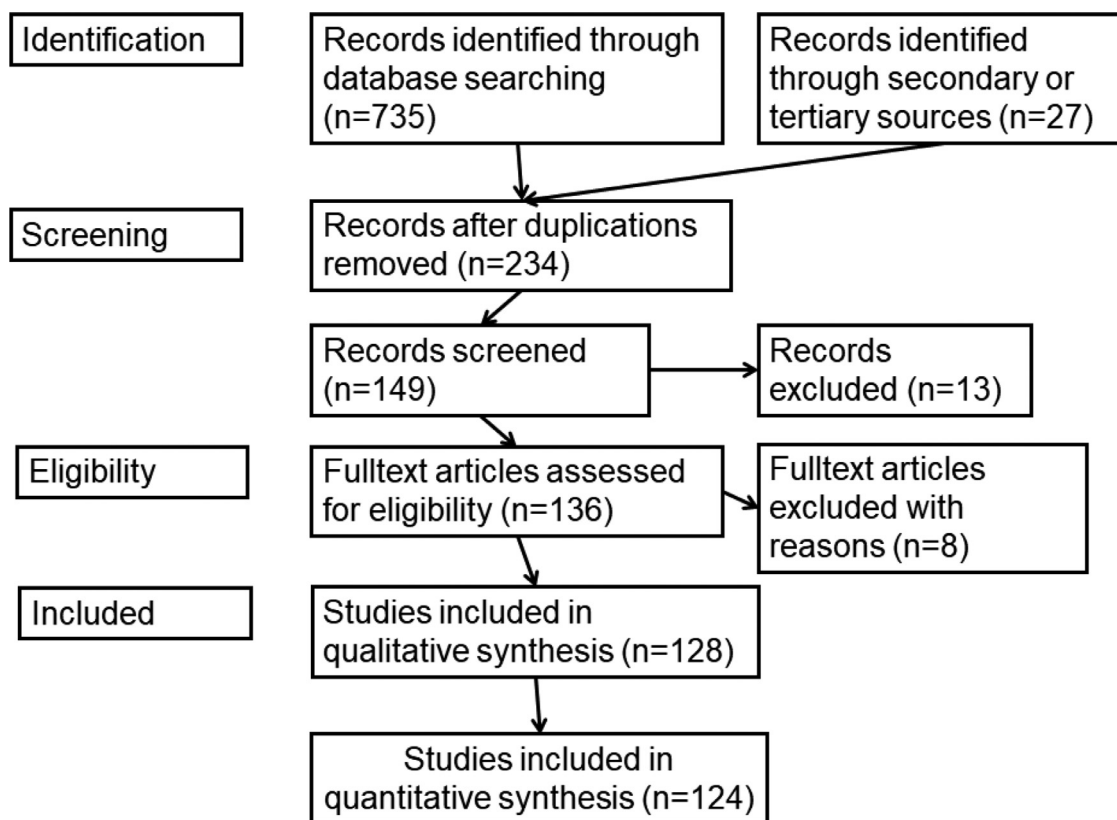 Identification
Records identified through
database searching
(n=735)
Records identified
through secondary or
tertiary sources (n=27)
Screening
Records after duplications
removed (n=234)
Records screened
(n=149)
Records
excluded (n=13)
Eligibility
Fulltext articles assessed
for eligibility (n=136)
Fulltext articles
excluded with
reasons (n=8)
Included
Studies included in
qualitative synthesis (n=128)
Studies included in
quantitative synthesis (n=124)